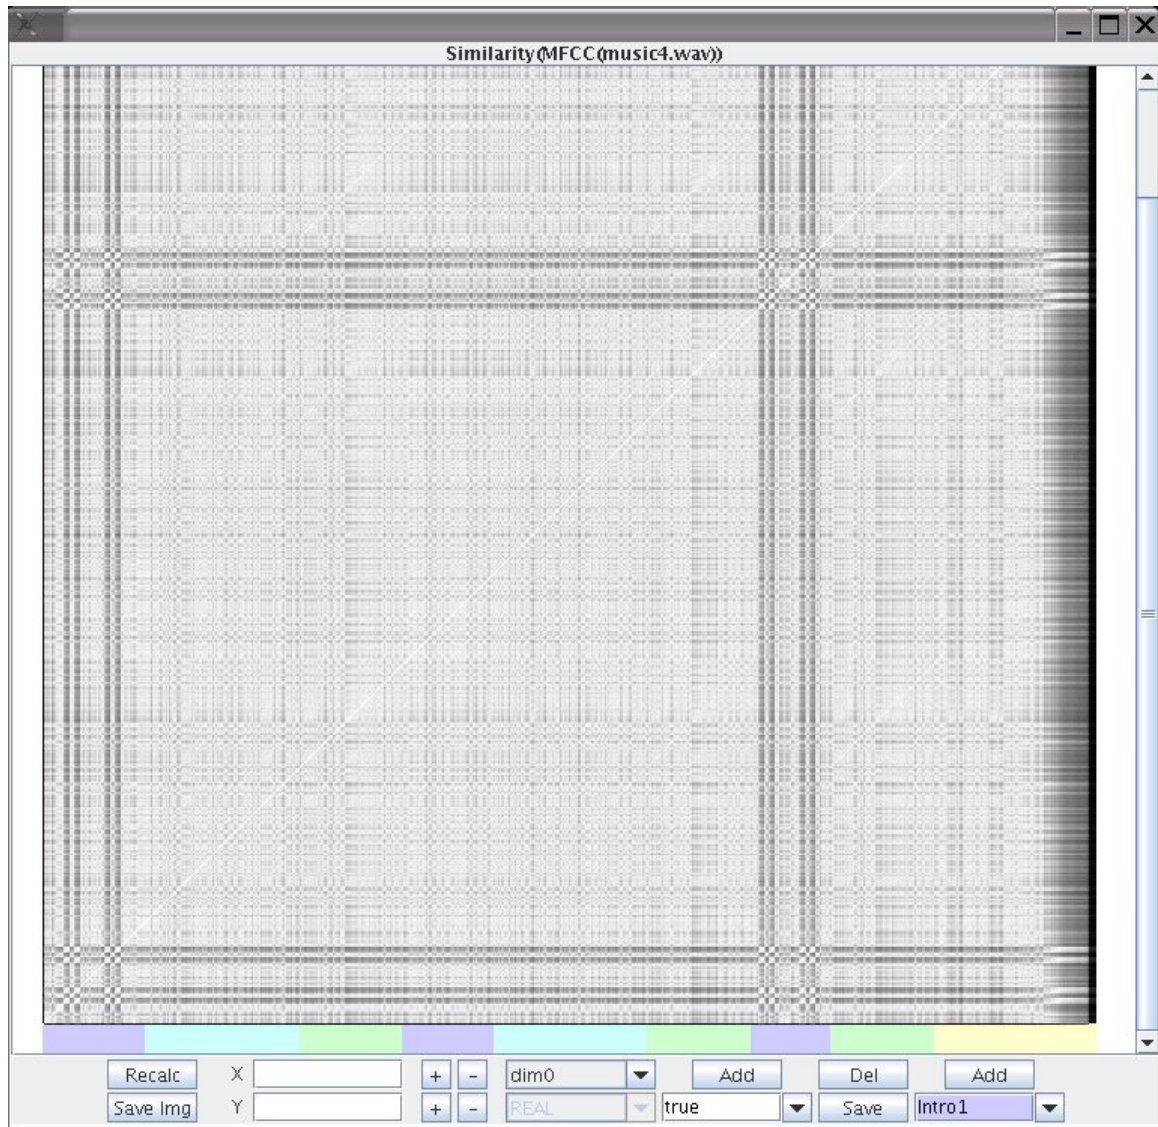 Similarity(MFCC(music4.wav))
Recalc X + - dim0 Add Del Add
Save Img Y + - REAL true Save Intro1